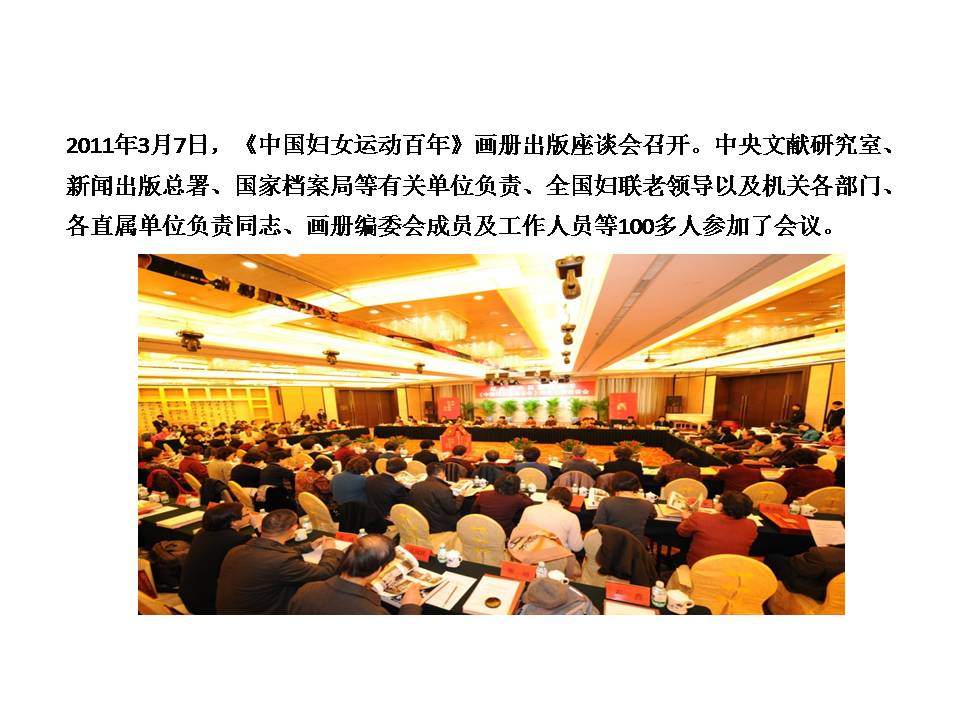 2011年3月7日，《中国妇女运动百年》画册出版座谈会召开。中央文献研究室、
新闻出版总署、国家档案局等有关单位负责、全国妇联老领导以及机关各部门、
各直属单位负责同志、画册编委会成员及工作人员等100多人参加了会议。